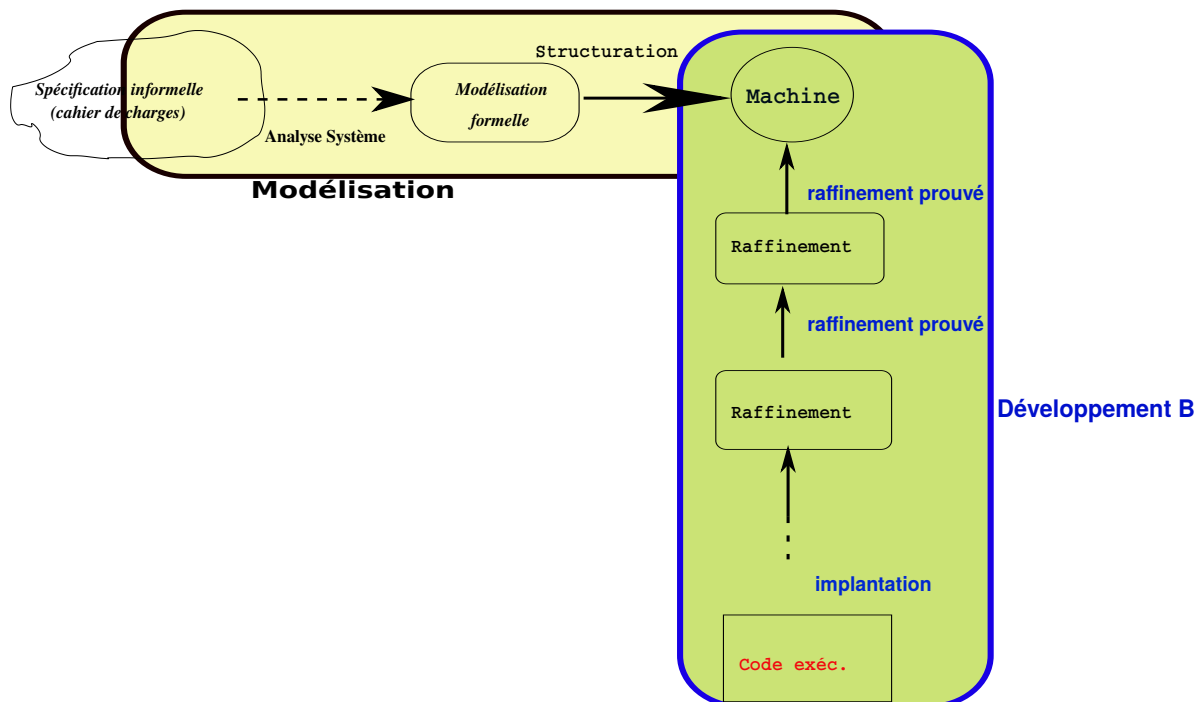 Structuration
Spécification informelle
(cahier de charges)
Analyse Système
Modélisation
formelle
Machine
Modélisation
raffinement prouvé
Raffinement
raffinement prouvé
Raffinement
Développement B
implantation
Code exéc.